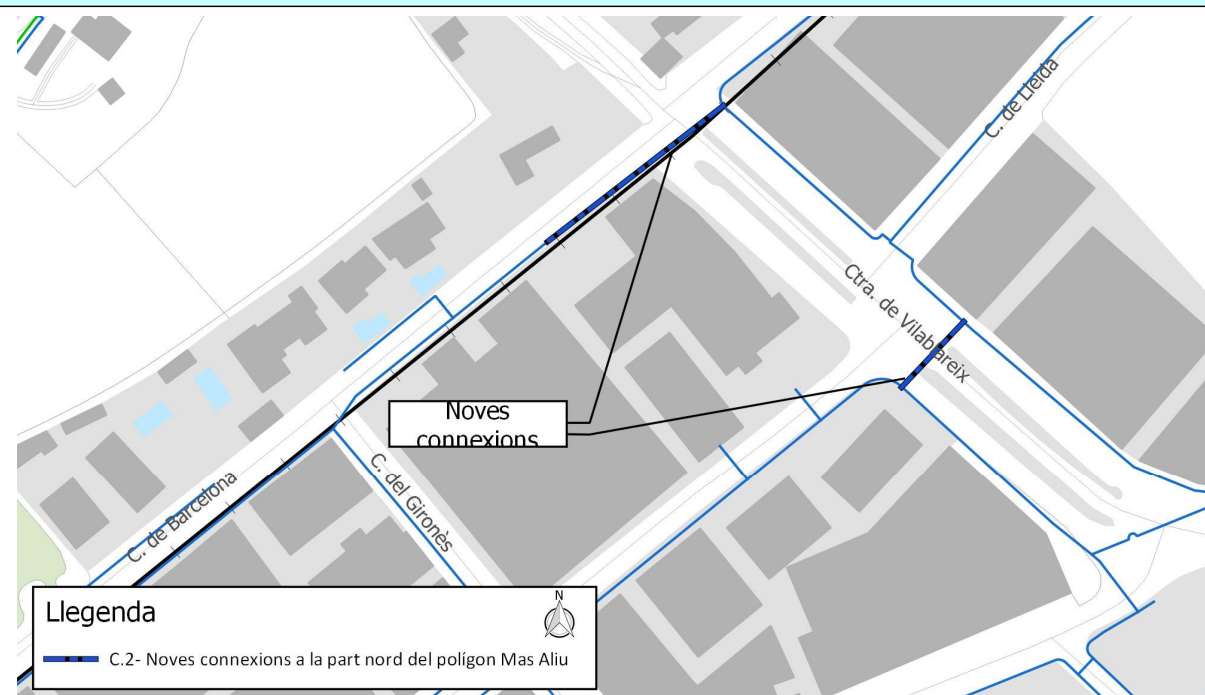 C. de Lleida
Ctra. de Vilablareix
Noves
connexions
C. del Gironès
C. de Barcelona
Llegenda
N
C.2- Noves connexions a la part nord del polígon Mas Aliu